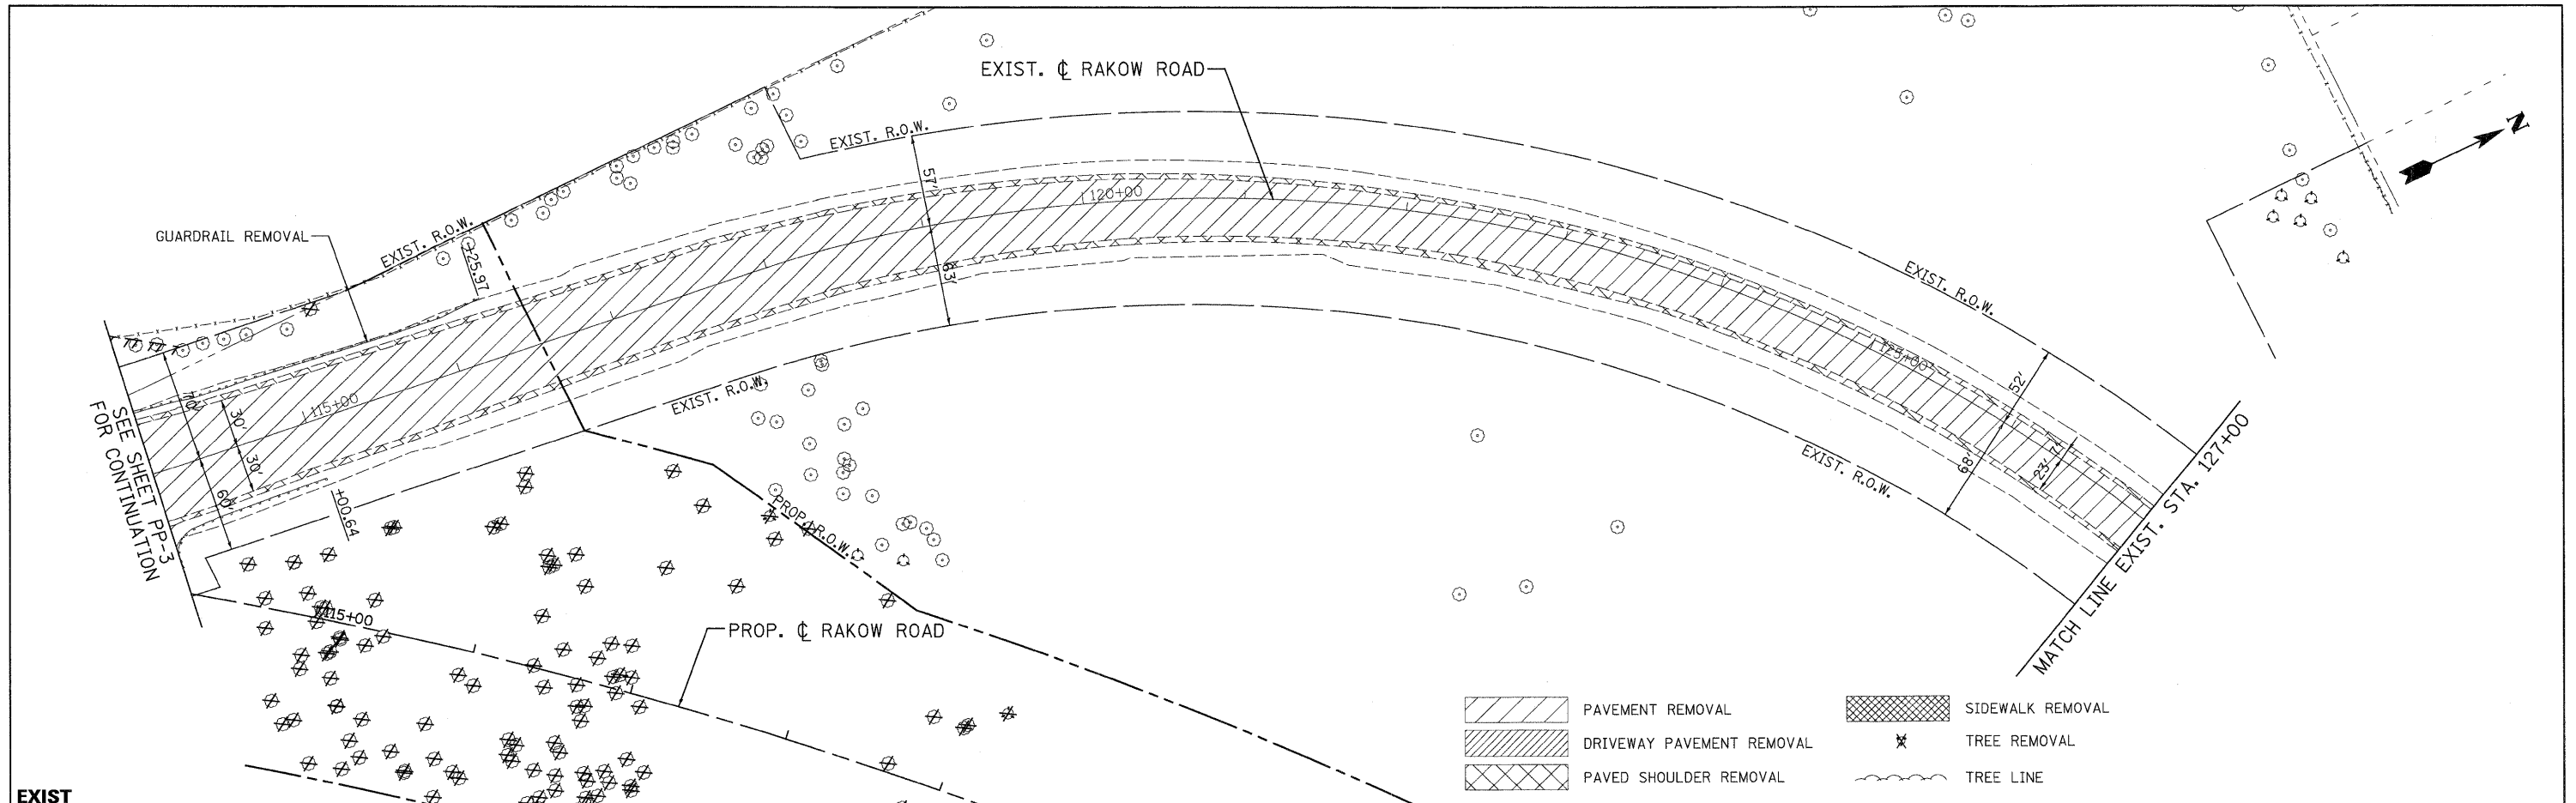 EXIST. ℄ RAKOW ROAD
N
EXIST. R.O.W.
57'
120+00
GUARDRAIL REMOVAL
EXIST. R.O.W.
+25.97
63'
EXIST. R.O.W.
125+00
52'
115+00
70'
30'
30'
60'
EXIST. R.O.W.
SEE SHEET PP-3
FOR CONTINUATION
+00.64
68'
23'
7'
EXIST. R.O.W.
MATCH LINE EXIST. STA. 127+00
PROP. R.O.W.
115+00
PROP. ℄ RAKOW ROAD
PAVEMENT REMOVAL
SIDEWALK REMOVAL
DRIVEWAY PAVEMENT REMOVAL
TREE REMOVAL
PAVED SHOULDER REMOVAL
TREE LINE
EXIST